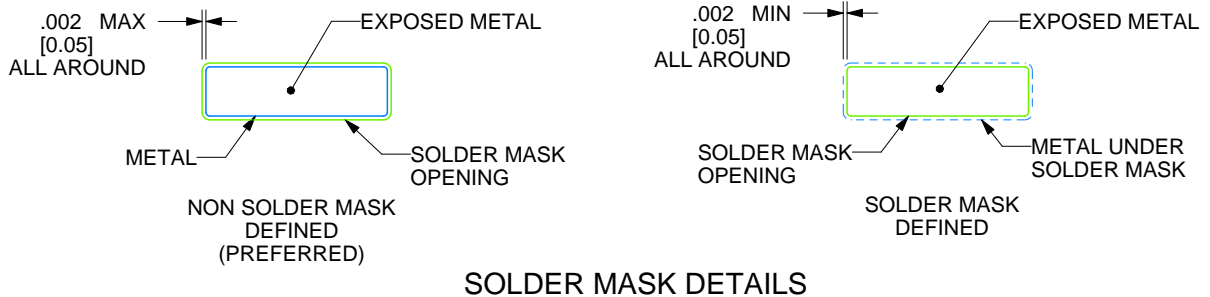 .002 MAX
[0.05]
ALL AROUND
EXPOSED METAL
METAL
SOLDER MASK
OPENING
NON SOLDER MASK
DEFINED
(PREFERRED)
.002 MIN
[0.05]
ALL AROUND
EXPOSED METAL
SOLDER MASK
OPENING
METAL UNDER
SOLDER MASK
SOLDER MASK
DEFINED
SOLDER MASK DETAILS